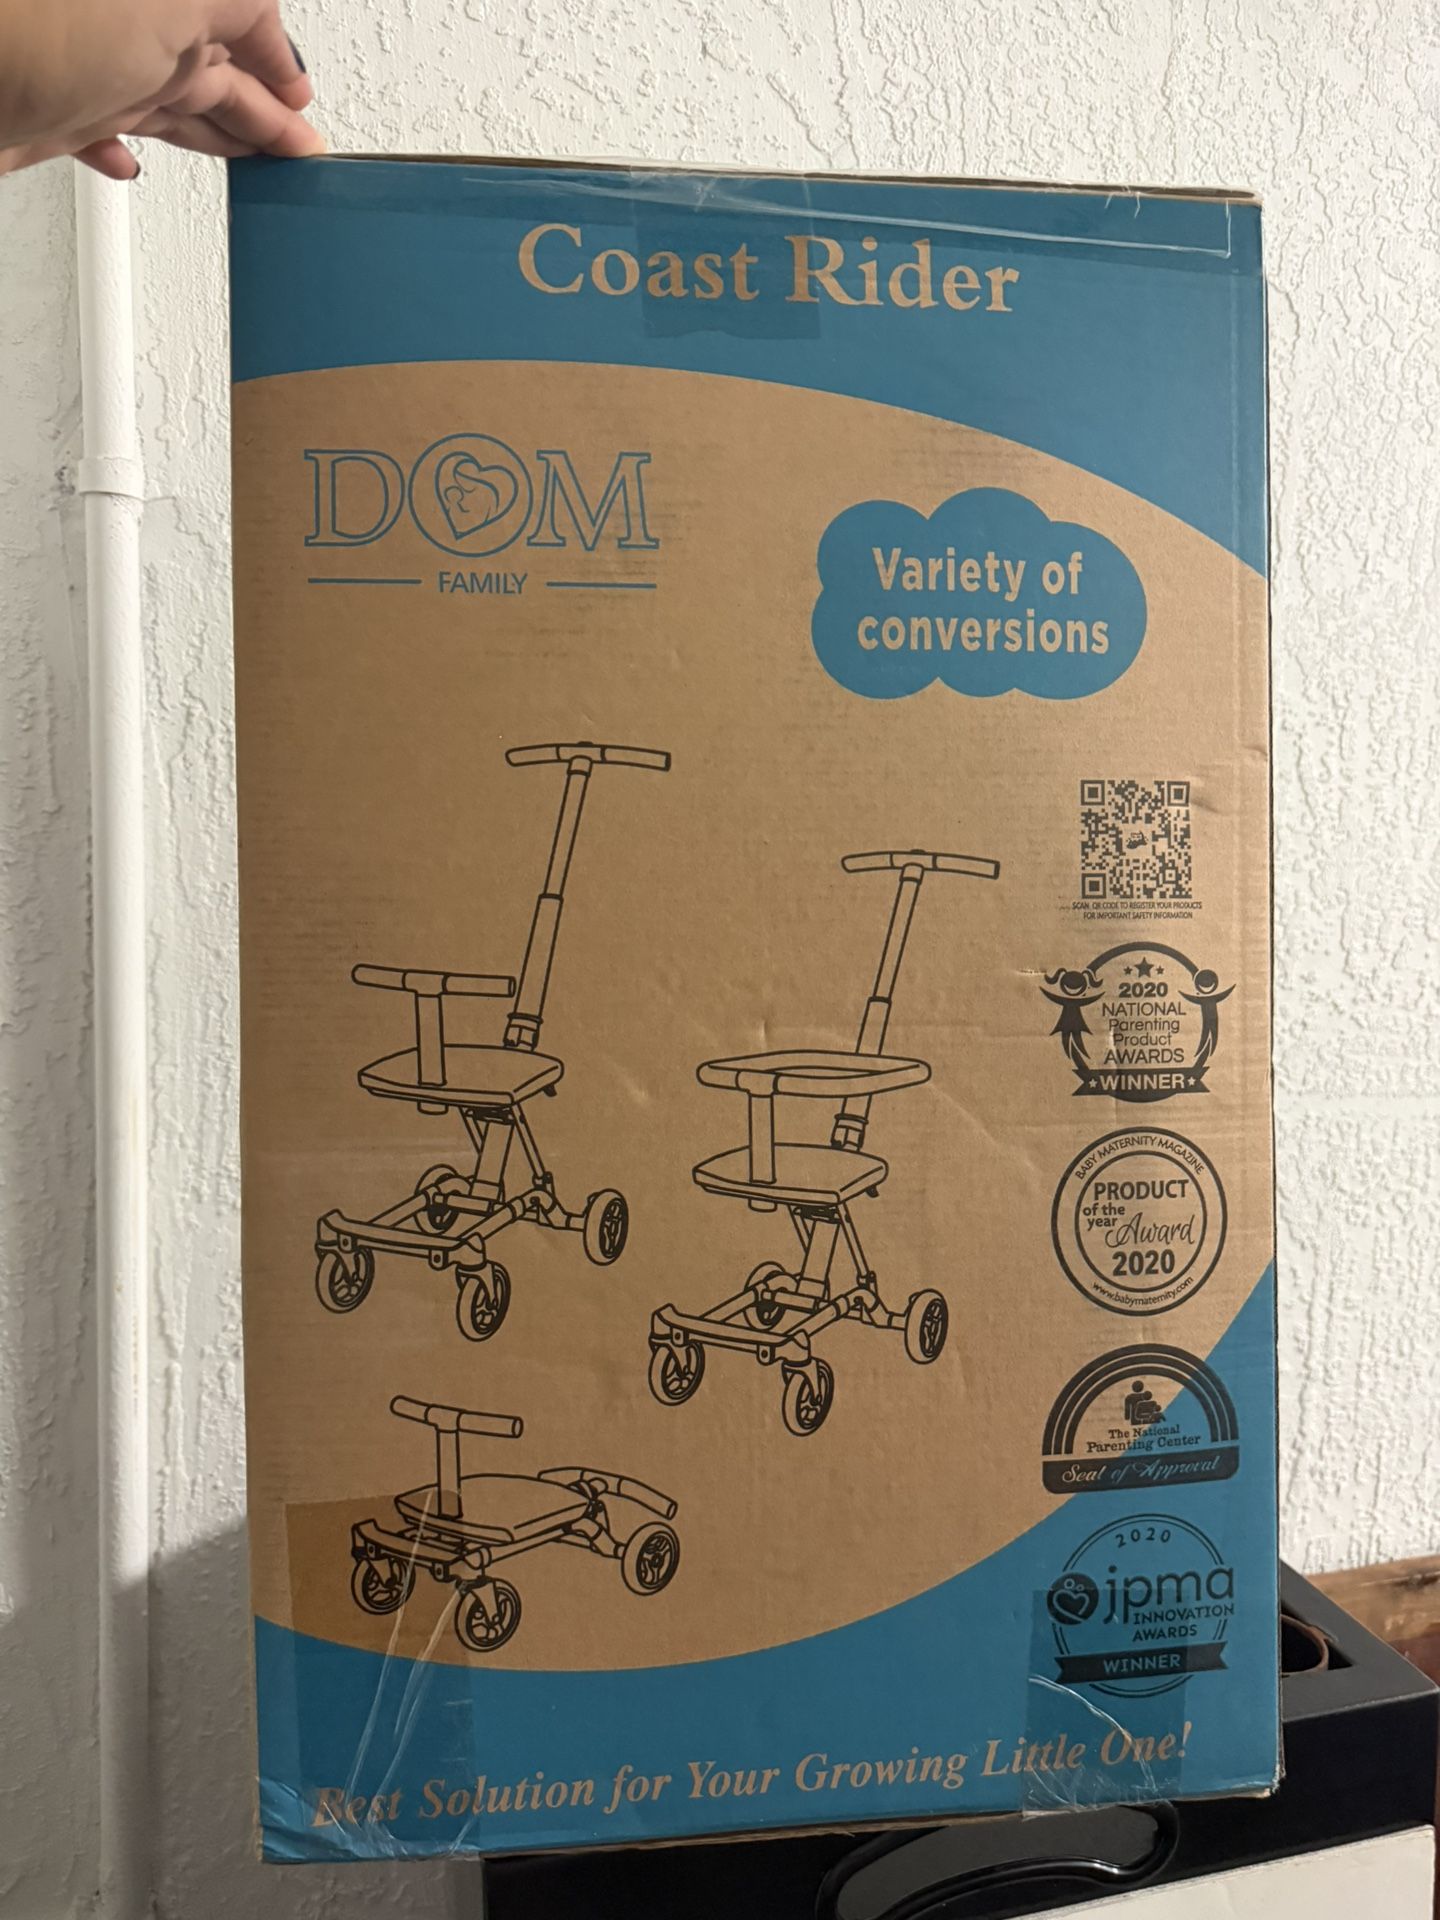 Coast Rider
DOM
FAMILY
Variety of
conversions
SCAN QR CODE TO REGISTER YOUR PRODUCTS
FOR IMPORTANT SAFETY INFORMATION
2020
NATIONAL
Parenting
Product
AWARDS
WINNER
BABY MATERNITY MAGAZINE
PRODUCT
of the
year Award
2020
www.babymaternity.com
The National
Parenting Center
Seal of Approval
2020
jpma
INNOVATION
AWARDS
WINNER
Best Solution for Your Growing Little One!